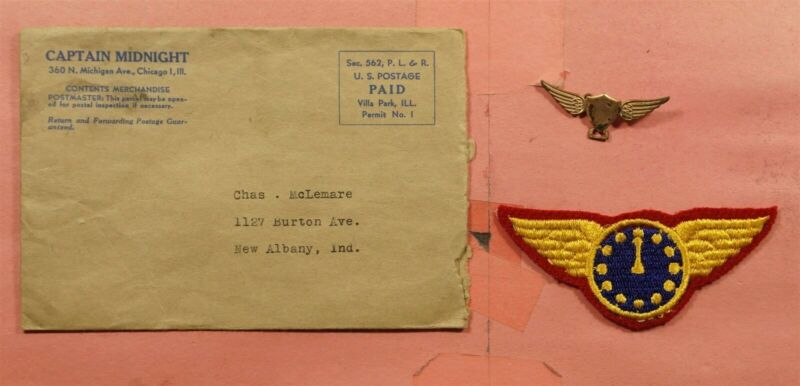 CAPTAIN MIDNIGHT
360 N. Michigan Ave., Chicago 1, Ill.
CONTENTS MERCHANDISE
POSTMASTER: This parcel may be open-
ed for postal inspection if necessary.
Return and Forwarding Postage Guar-
anteed.
Sec. 562, P. L. & R.
U. S. POSTAGE
PAID
Villa Park, ILL.
Permit No. 1
Chas . McLemare
1127 Burton Ave.
New Albany, Ind.